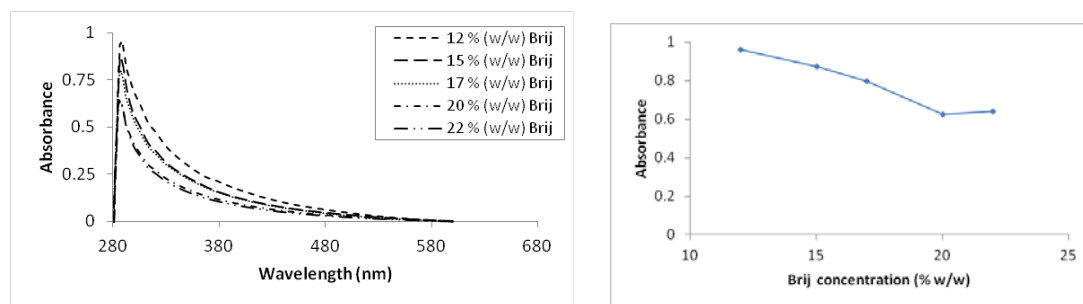 1
0.75
0.5
0.25
0
Absorbance
12 % (w/w) Brij
15 % (w/w) Brij
17 % (w/w) Brij
20 % (w/w) Brij
22 % (w/w) Brij
280 380 480 580 680
Wavelength (nm)
1
0.8
0.6
0.4
0.2
0
Absorbance
10 15 20 25
Brij concentration (% w/w)